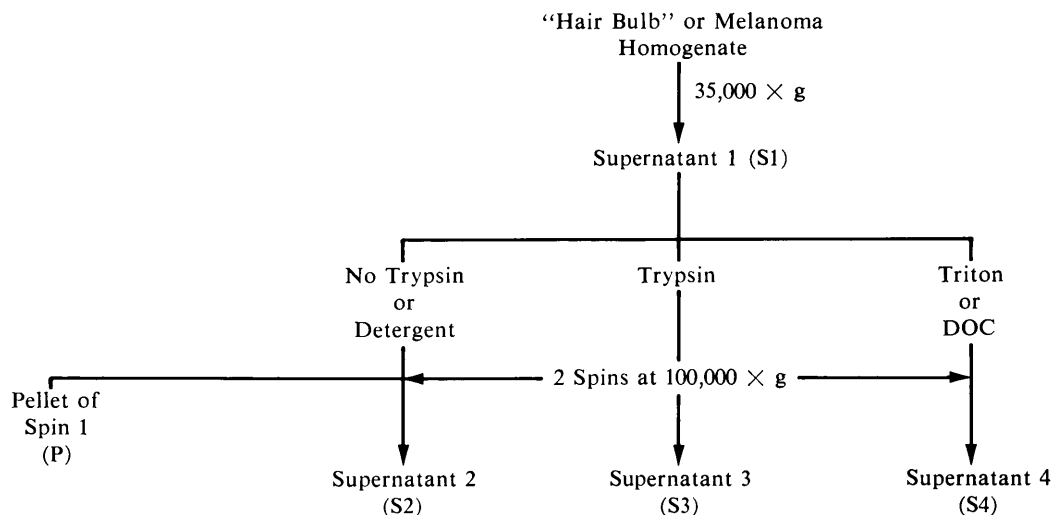 “Hair Bulb” or Melanoma
Homogenate
35,000 × g
Supernatant 1 (S1)
No Trypsin
or
Detergent
Trypsin
Triton
or
DOC
2 Spins at 100,000 × g
Pellet of
Spin 1
(P)
Supernatant 2
(S2)
Supernatant 3
(S3)
Supernatant 4
(S4)